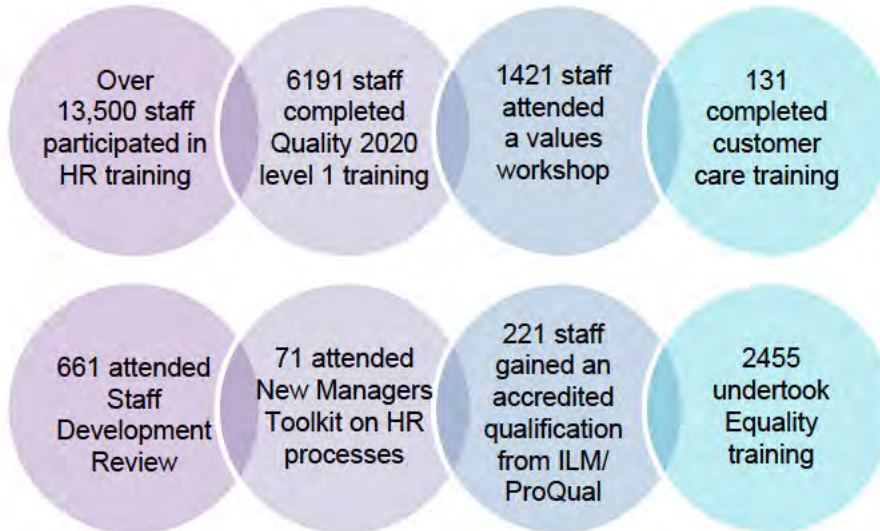 Over
13,500 staff
participated in
HR training
6191 staff
completed
Quality 2020
level 1 training
1421 staff
attended
a values
workshop
131
completed
customer
care training
661 attended
Staff
Development
Review
71 attended
New Managers
Toolkit on HR
processes
221 staff
gained an
accredited
qualification
from ILM/
ProQual
2455
undertook
Equality
training